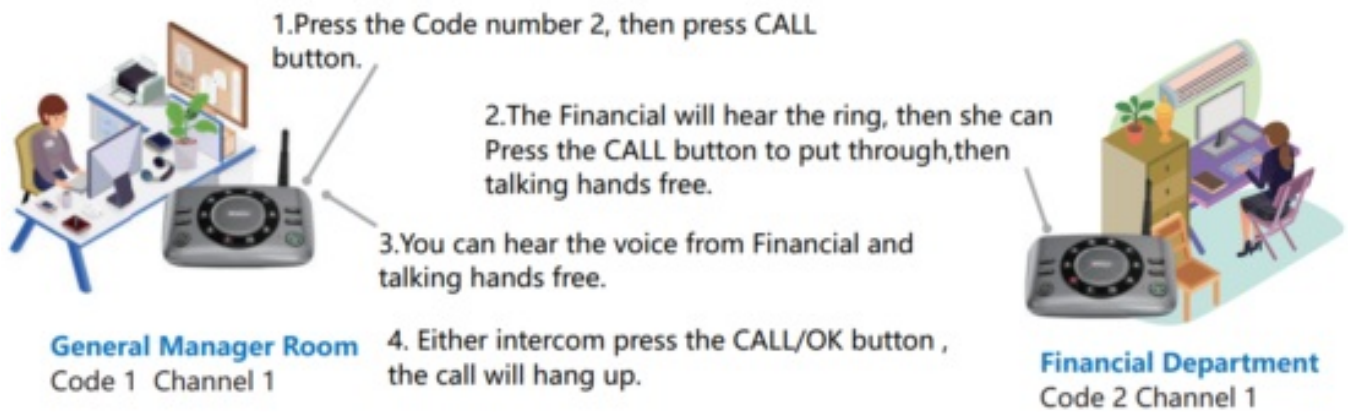 1.Press the Code number 2, then press CALL
button.
2.The Financial will hear the ring, then she can
Press the CALL button to put through,then
talking hands free.
3.You can hear the voice from Financial and
talking hands free.
4. Either intercom press the CALL/OK button ,
the call will hang up.
General Manager Room
Code 1 Channel 1
Financial Department
Code 2 Channel 1